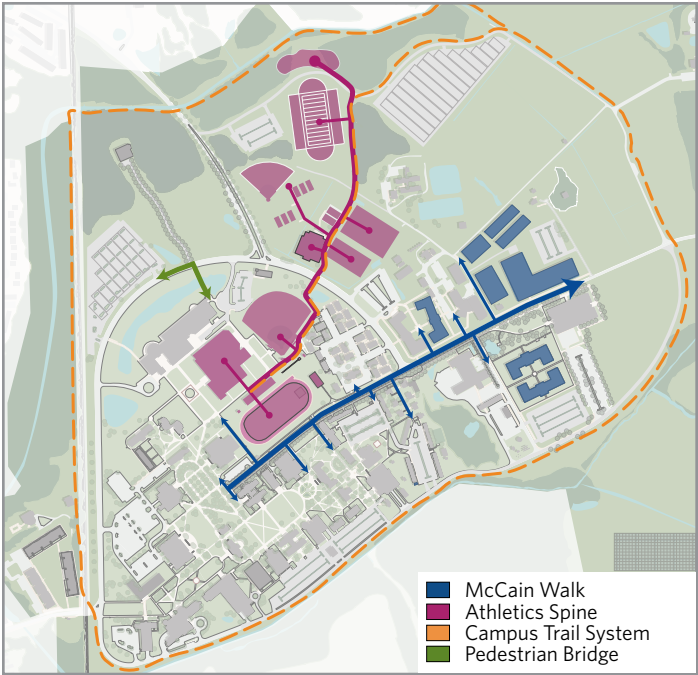 McCain Walk
Athletics Spine
Campus Trail System
Pedestrian Bridge